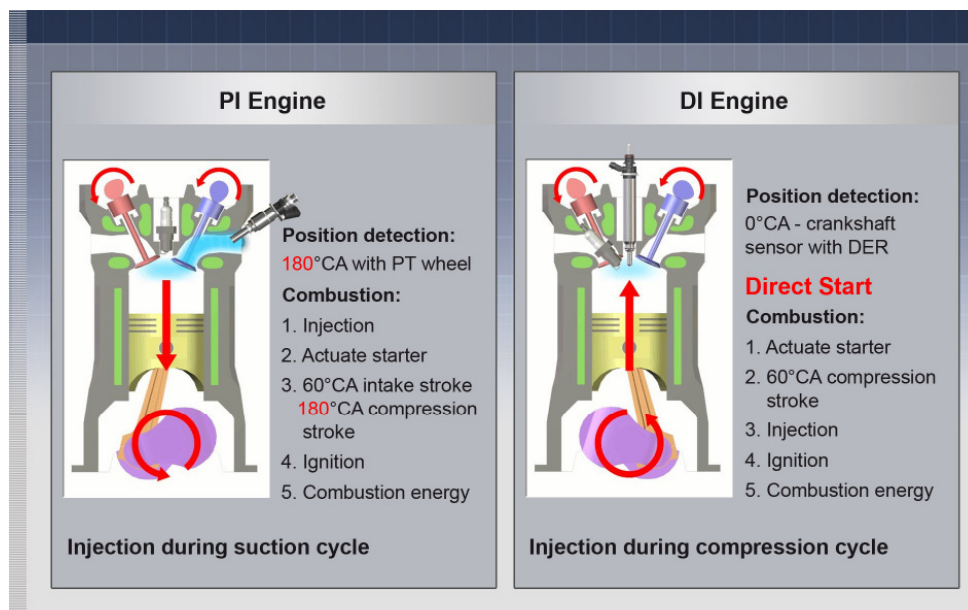 PI Engine
Position detection:
180°CA with PT wheel
Combustion:
1. Injection
2. Actuate starter
3. 60°CA intake stroke
180°CA compression
stroke
4. Ignition
5. Combustion energy
Injection during suction cycle
DI Engine
Position detection:
0°CA - crankshaft
sensor with DER
Direct Start
Combustion:
1. Actuate starter
2. 60°CA compression
stroke
3. Injection
4. Ignition
5. Combustion energy
Injection during compression cycle